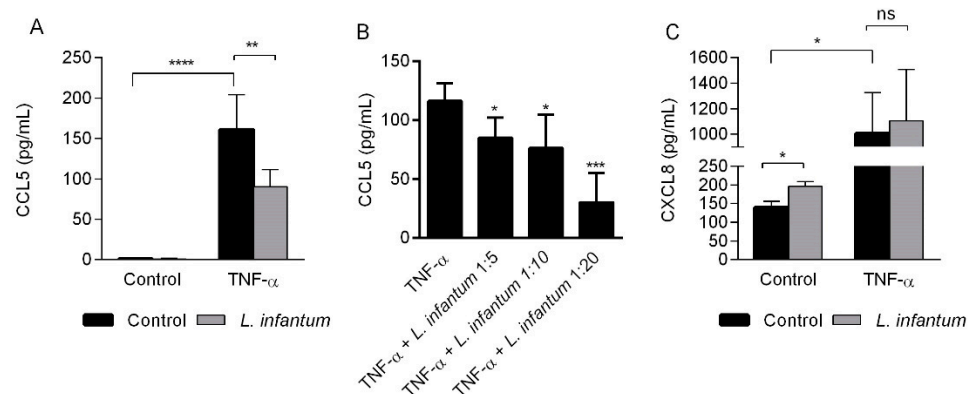 A
CCL5 (pg/mL)
250
200
150
100
50
0
****
**
Control
TNF-α
Control
L. infantum
B
CCL5 (pg/mL)
150
100
50
0
*
*
***
TNF-α
TNF-α + L. infantum 1:5
TNF-α + L. infantum 1:10
TNF-α + L. infantum 1:20
C
CXCL8 (pg/mL)
1600
1400
1200
1000
250
200
150
100
50
0
*
*
ns
Control
TNF-α
Control
L. infantum